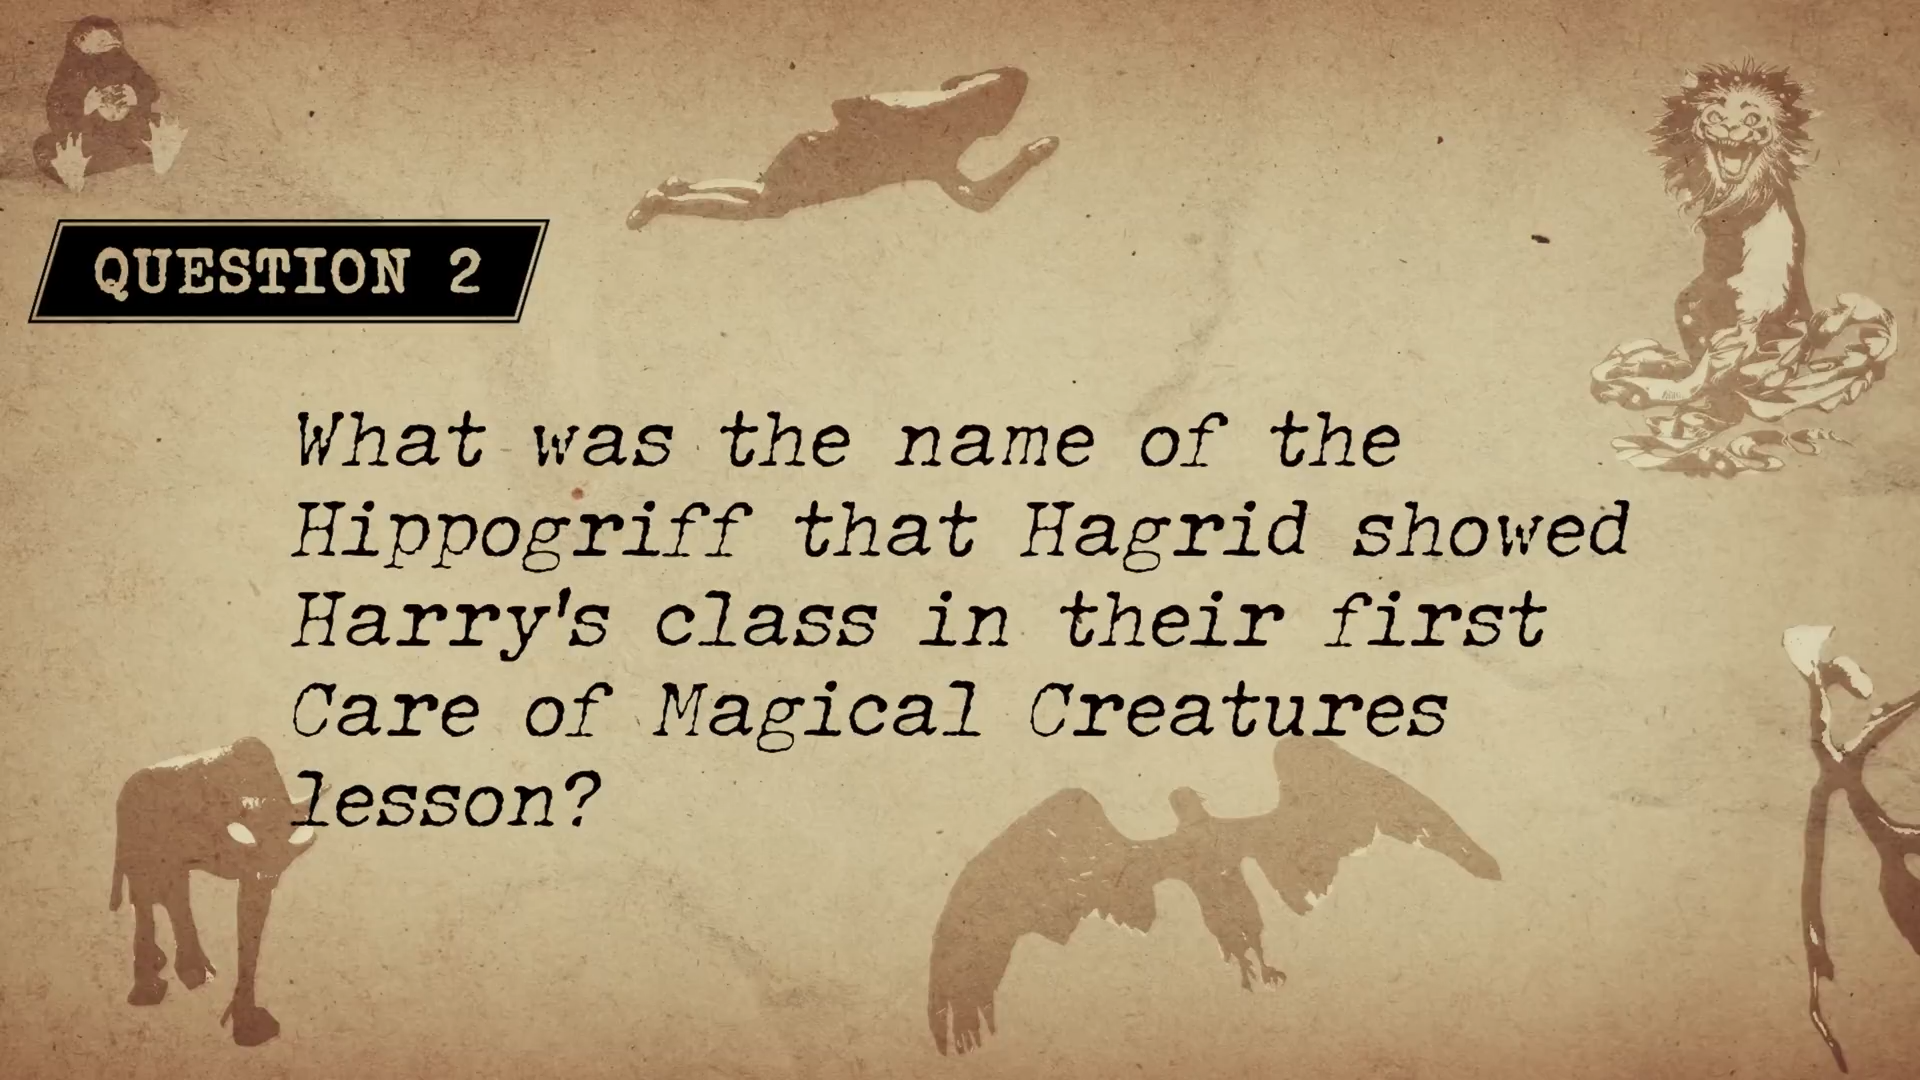 QUESTION 2
What was the name of the
Hippogriff that Hagrid showed
Harry's class in their first
Care of Magical Creatures
lesson?